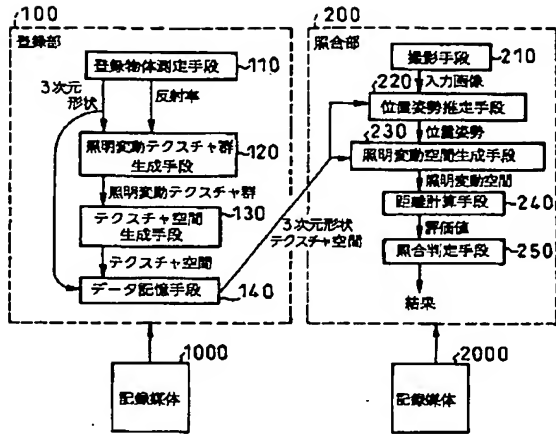 100
登録部
登録物体測定手段
110
3次元
形状
反射率
照明変動テクスチャ群
生成手段
120
照明変動テクスチャ群
テクスチャ空間
生成手段
130
テクスチャ空間
データ記憶手段
140
3次元形状
テクスチャ空間
1000
記録媒体
200
照合部
撮影手段
210
入力画像
220
位置姿勢推定手段
位置姿勢
230
照明変動空間生成手段
照明変動空間
距離計算手段
240
評価値
照合判定手段
250
結果
2000
記録媒体